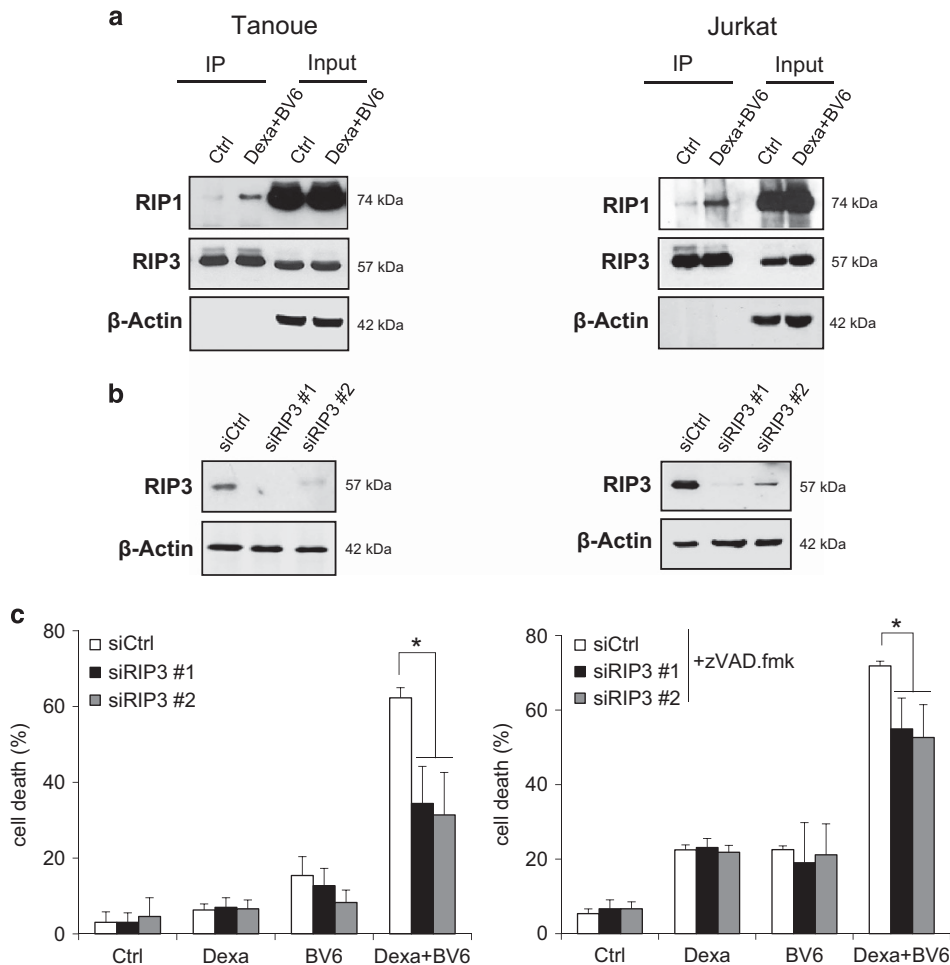 a
Tanoue
Jurkat
IP Input
IP Input
Ctrl Dexa+BV6 Ctrl Dexa+BV6
Ctrl Dexa+BV6 Ctrl Dexa+BV6
RIP1 74 kDa
RIP1 74 kDa
RIP3 57 kDa
RIP3 57 kDa
β-Actin 42 kDa
β-Actin 42 kDa
b
siCtrl siRIP3 #1 siRIP3 #2
siCtrl siRIP3 #1 siRIP3 #2
RIP3 57 kDa
RIP3 57 kDa
β-Actin 42 kDa
β-Actin 42 kDa
c
cell death (%)
80
60
40
20
0
siCtrl
siRIP3 #1
siRIP3 #2
*
Ctrl Dexa BV6 Dexa+BV6
cell death (%)
80
60
40
20
0
siCtrl
siRIP3 #1
siRIP3 #2
+zVAD.fmk
*
Ctrl Dexa BV6 Dexa+BV6